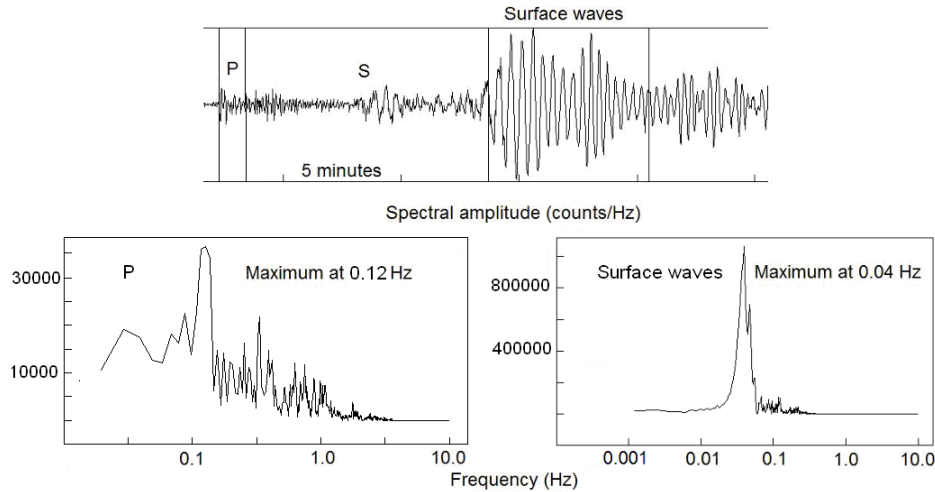 Surface waves
P
S
5 minutes
Spectral amplitude (counts/Hz)
P
Maximum at 0.12 Hz
30000
10000
0.1
1.0
10.0
Surface waves
Maximum at 0.04 Hz
800000
400000
0.001
0.01
0.1
1.0
10.0
Frequency (Hz)